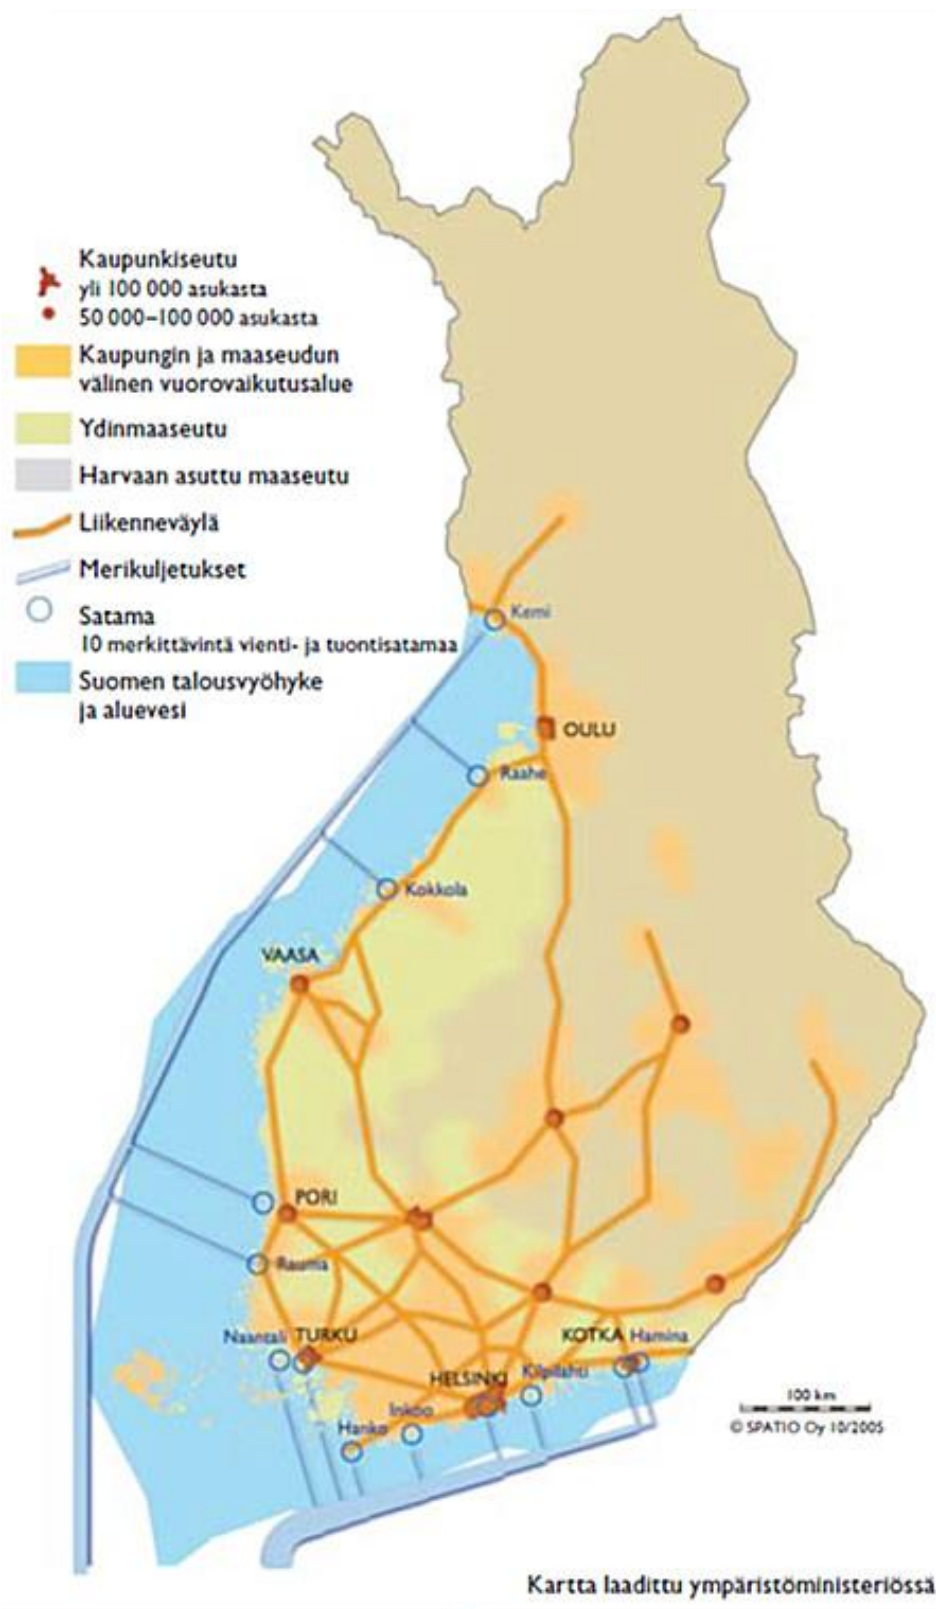 Kaupunkiseutu
yli 100 000 asukasta
50 000–100 000 asukasta
Kaupungin ja maaseudun
välinen vuorovaikutusalue
Ydinmaaseutu
Harvaan asuttu maaseutu
Liikenneväylä
Merikuljetukset
Satama
10 merkittävintä vienti- ja tuontisatamaa
Suomen talousvyöhyke
ja aluevesi
Kemi
OULU
Raahe
Kokkola
VAASA
PORI
Rauma
Naantali TURKU
KOTKA Hamina
HELSINKI
Kilpilahti
Inkoo
Hanko
100 km
© SPATIO Oy 10/2005
Kartta laadittu ympäristöministeriössä